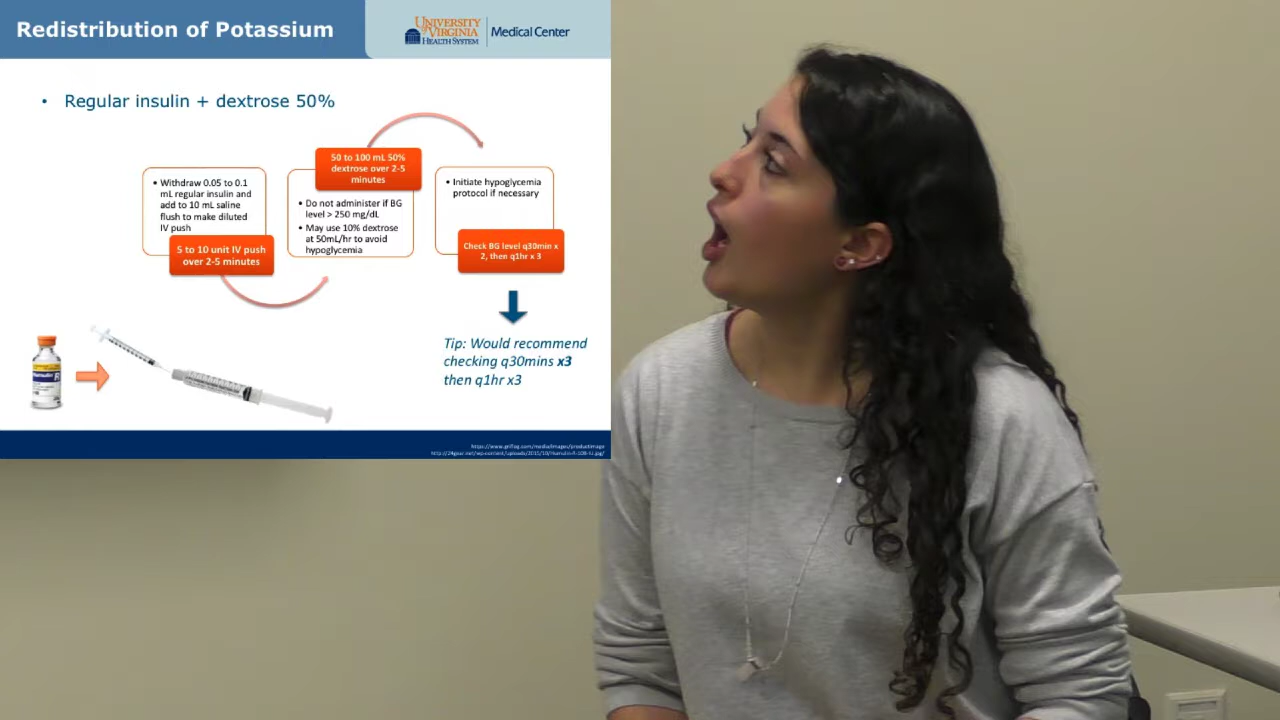 Redistribution of Potassium
UNIVERSITY
of VIRGINIA
HEALTH SYSTEM
Medical Center
• Regular insulin + dextrose 50%
• Withdraw 0.05 to 0.1
mL regular insulin and
add to 10 mL saline
flush to make diluted
IV push
5 to 10 unit IV push
over 2-5 minutes
50 to 100 mL 50%
dextrose over 2-5
minutes
• Do not administer if BG
level > 250 mg/dL
• May use 10% dextrose
at 50mL/hr to avoid
hypoglycemia
• Initiate hypoglycemia
protocol if necessary
Check BG level q30min x
2, then q1hr x 3
Tip: Would recommend
checking q30mins x3
then q1hr x3